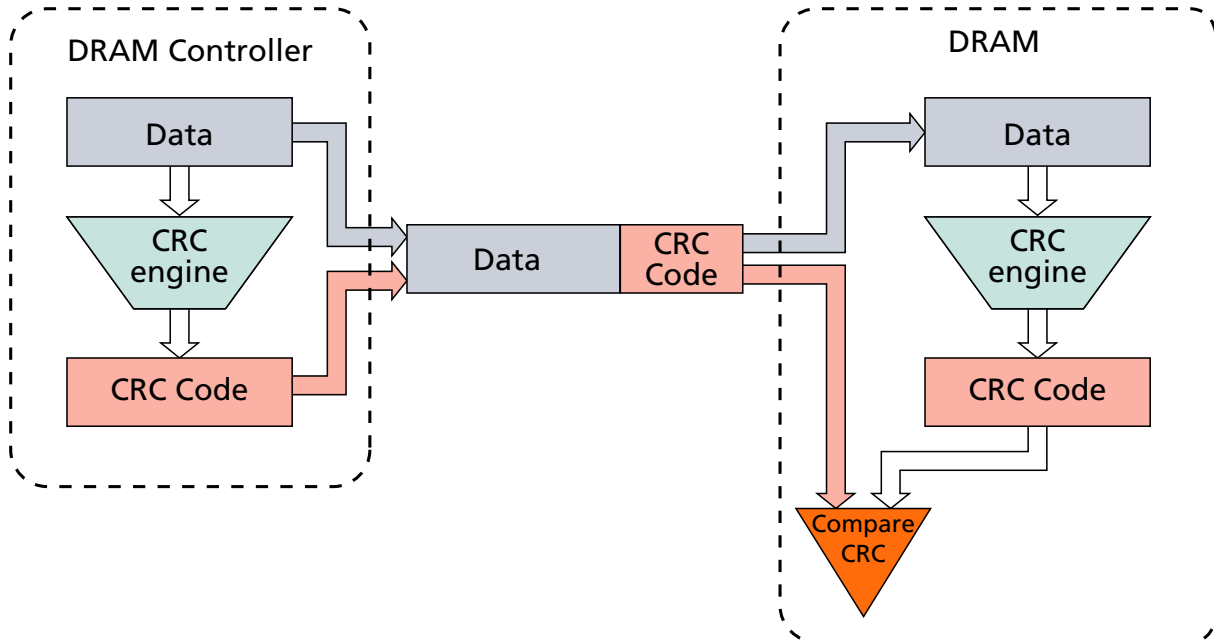 DRAM Controller
Data
CRC
engine
CRC Code
Data
CRC
Code
DRAM
Data
CRC
engine
CRC Code
Compare
CRC